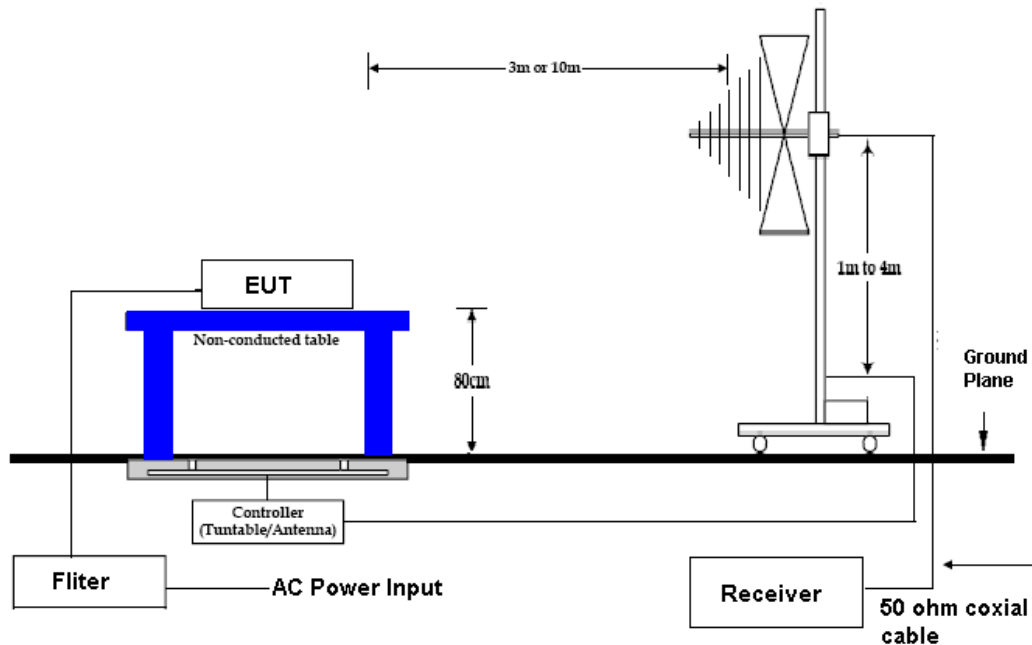 3m or 10m
EUT
Non-conducted table
80cm
1m to 4m
Ground
Plane
Controller
(Tuntable/Antenna)
Fliter
AC Power Input
Receiver
50 ohm coxial
cable